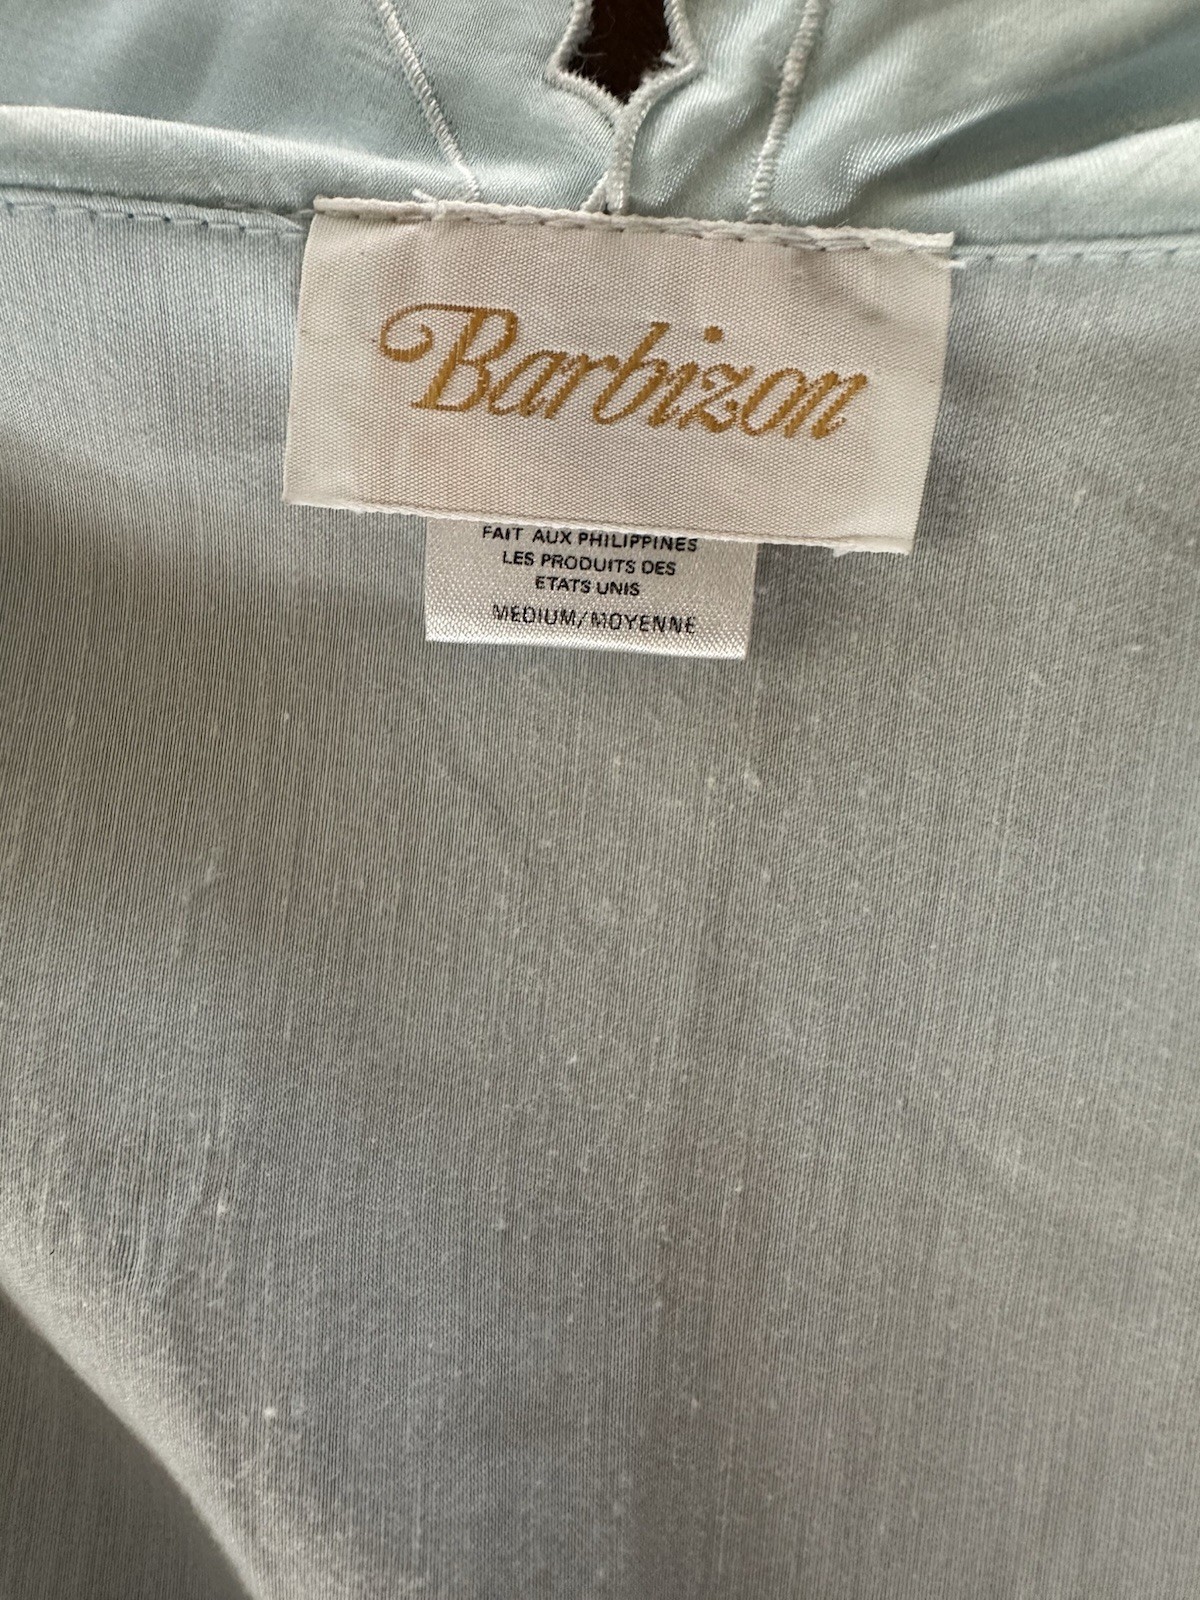 Barbizon
FAIT AUX PHILIPPINES
LES PRODUITS DES
ETATS UNIS
MEDIUM/MOYENNE